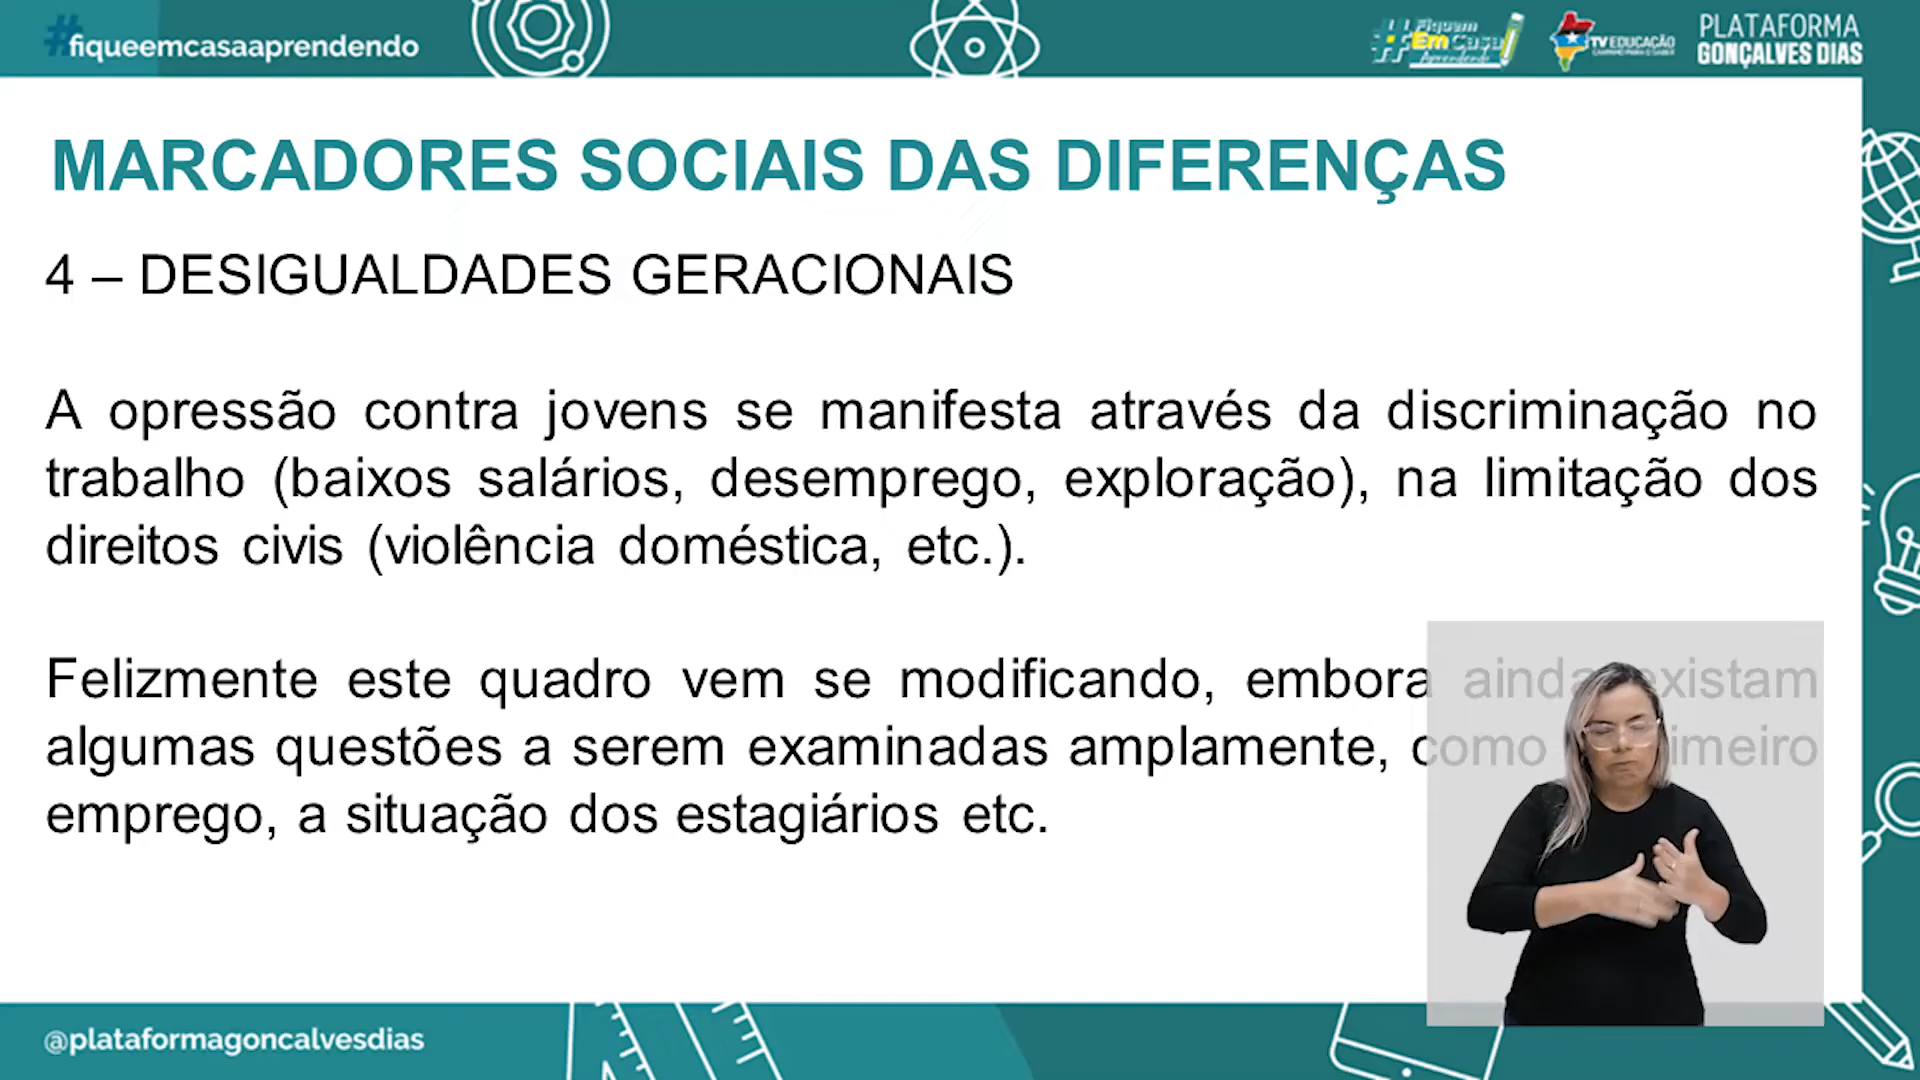 #fiqueemcasaaprendendo
#Fiquem Em Casa Aprendendo
TV EDUCAÇÃO
PLATAFORMA
GONÇALVES DIAS
MARCADORES SOCIAIS DAS DIFERENÇAS
4 – DESIGUALDADES GERACIONAIS
A opressão contra jovens se manifesta através da discriminação no
trabalho (baixos salários, desemprego, exploração), na limitação dos
direitos civis (violência doméstica, etc.).
Felizmente este quadro vem se modificando, embora ainda existam
algumas questões a serem examinadas amplamente, como
emprego, a situação dos estagiários etc.
@plataformagoncalvesdias